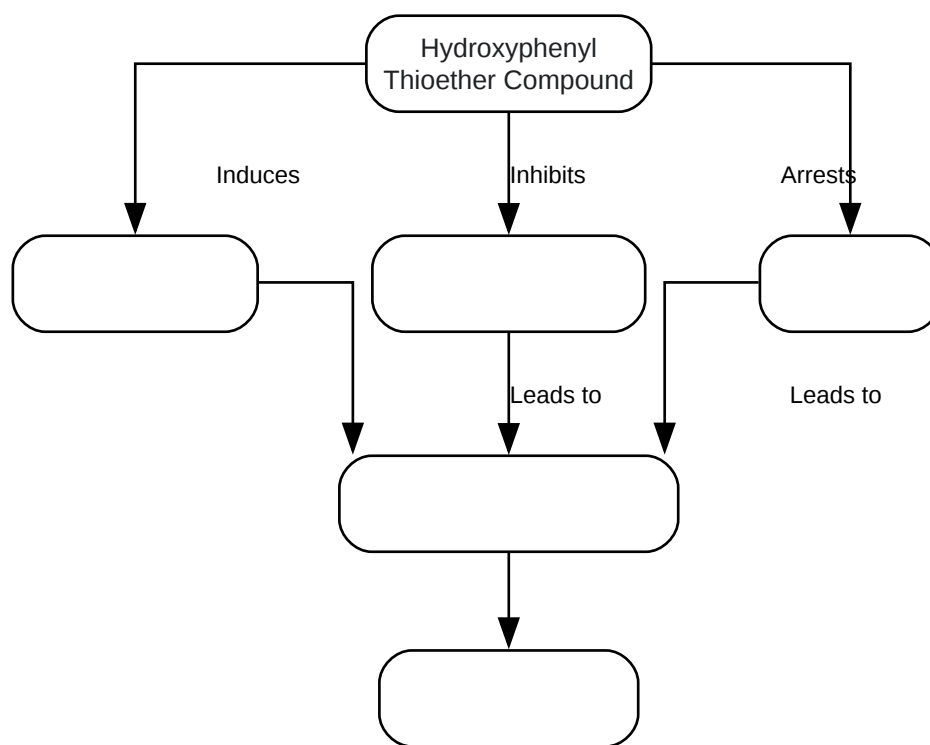 Hydroxyphenyl
Thioether Compound
Induces
Inhibits
Arrests
Leads to
Leads to